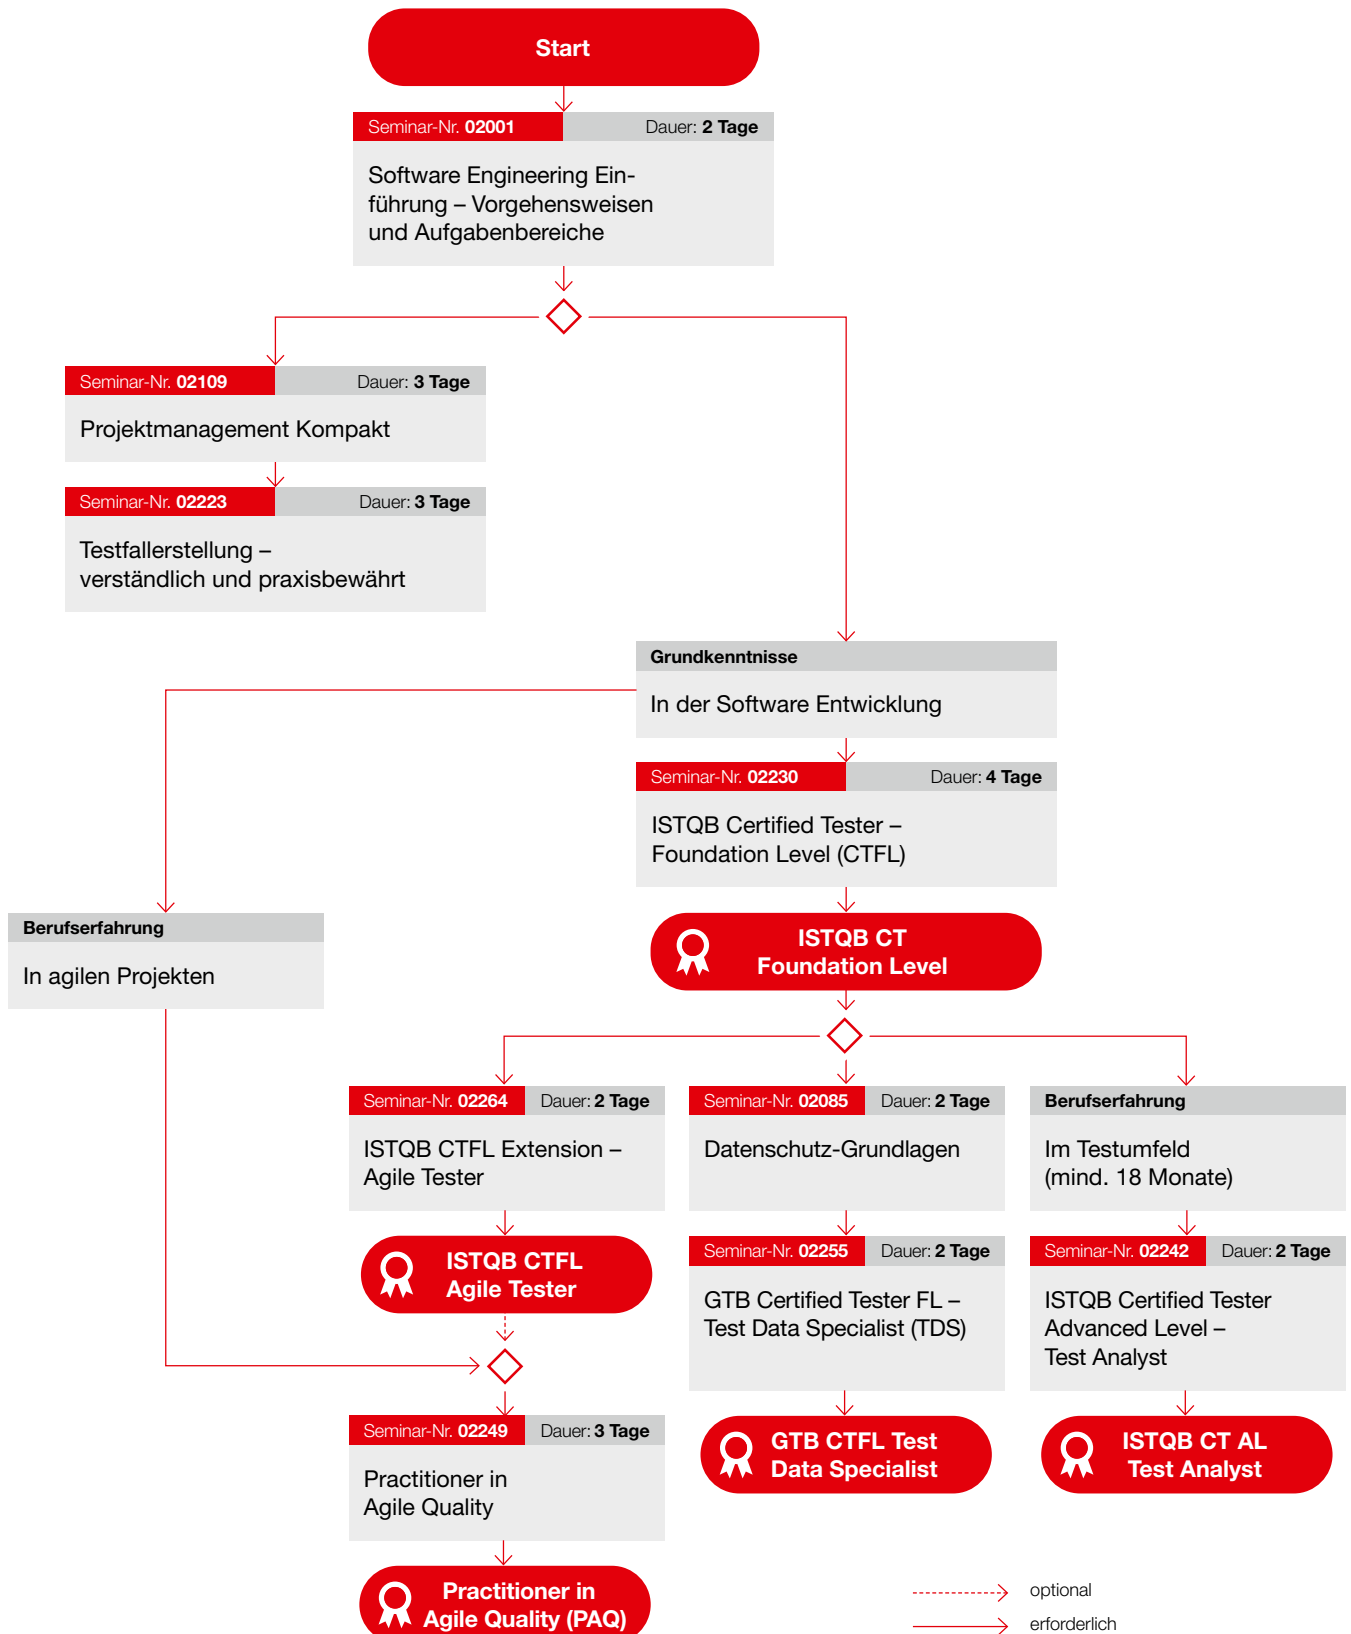 Start
Seminar-Nr. 02001
Dauer: 2 Tage
Software Engineering Ein-
führung – Vorgehensweisen
und Aufgabenbereiche
Seminar-Nr. 02109
Dauer: 3 Tage
Projektmanagement Kompakt
Seminar-Nr. 02223
Dauer: 3 Tage
Testfallerstellung –
verständlich und praxisbewährt
Grundkenntnisse
In der Software Entwicklung
Seminar-Nr. 02230
Dauer: 4 Tage
ISTQB Certified Tester –
Foundation Level (CTFL)
Berufserfahrung
In agilen Projekten
ISTQB CT
Foundation Level
Seminar-Nr. 02264
Dauer: 2 Tage
ISTQB CTFL Extension –
Agile Tester
Seminar-Nr. 02085
Dauer: 2 Tage
Datenschutz-Grundlagen
Berufserfahrung
Im Testumfeld
(mind. 18 Monate)
ISTQB CTFL
Agile Tester
Seminar-Nr. 02255
Dauer: 2 Tage
GTB Certified Tester FL –
Test Data Specialist (TDS)
Seminar-Nr. 02242
Dauer: 2 Tage
ISTQB Certified Tester
Advanced Level –
Test Analyst
Seminar-Nr. 02249
Dauer: 3 Tage
Practitioner in
Agile Quality
GTB CTFL Test
Data Specialist
ISTQB CT AL
Test Analyst
Practitioner in
Agile Quality (PAQ)
optional
erforderlich